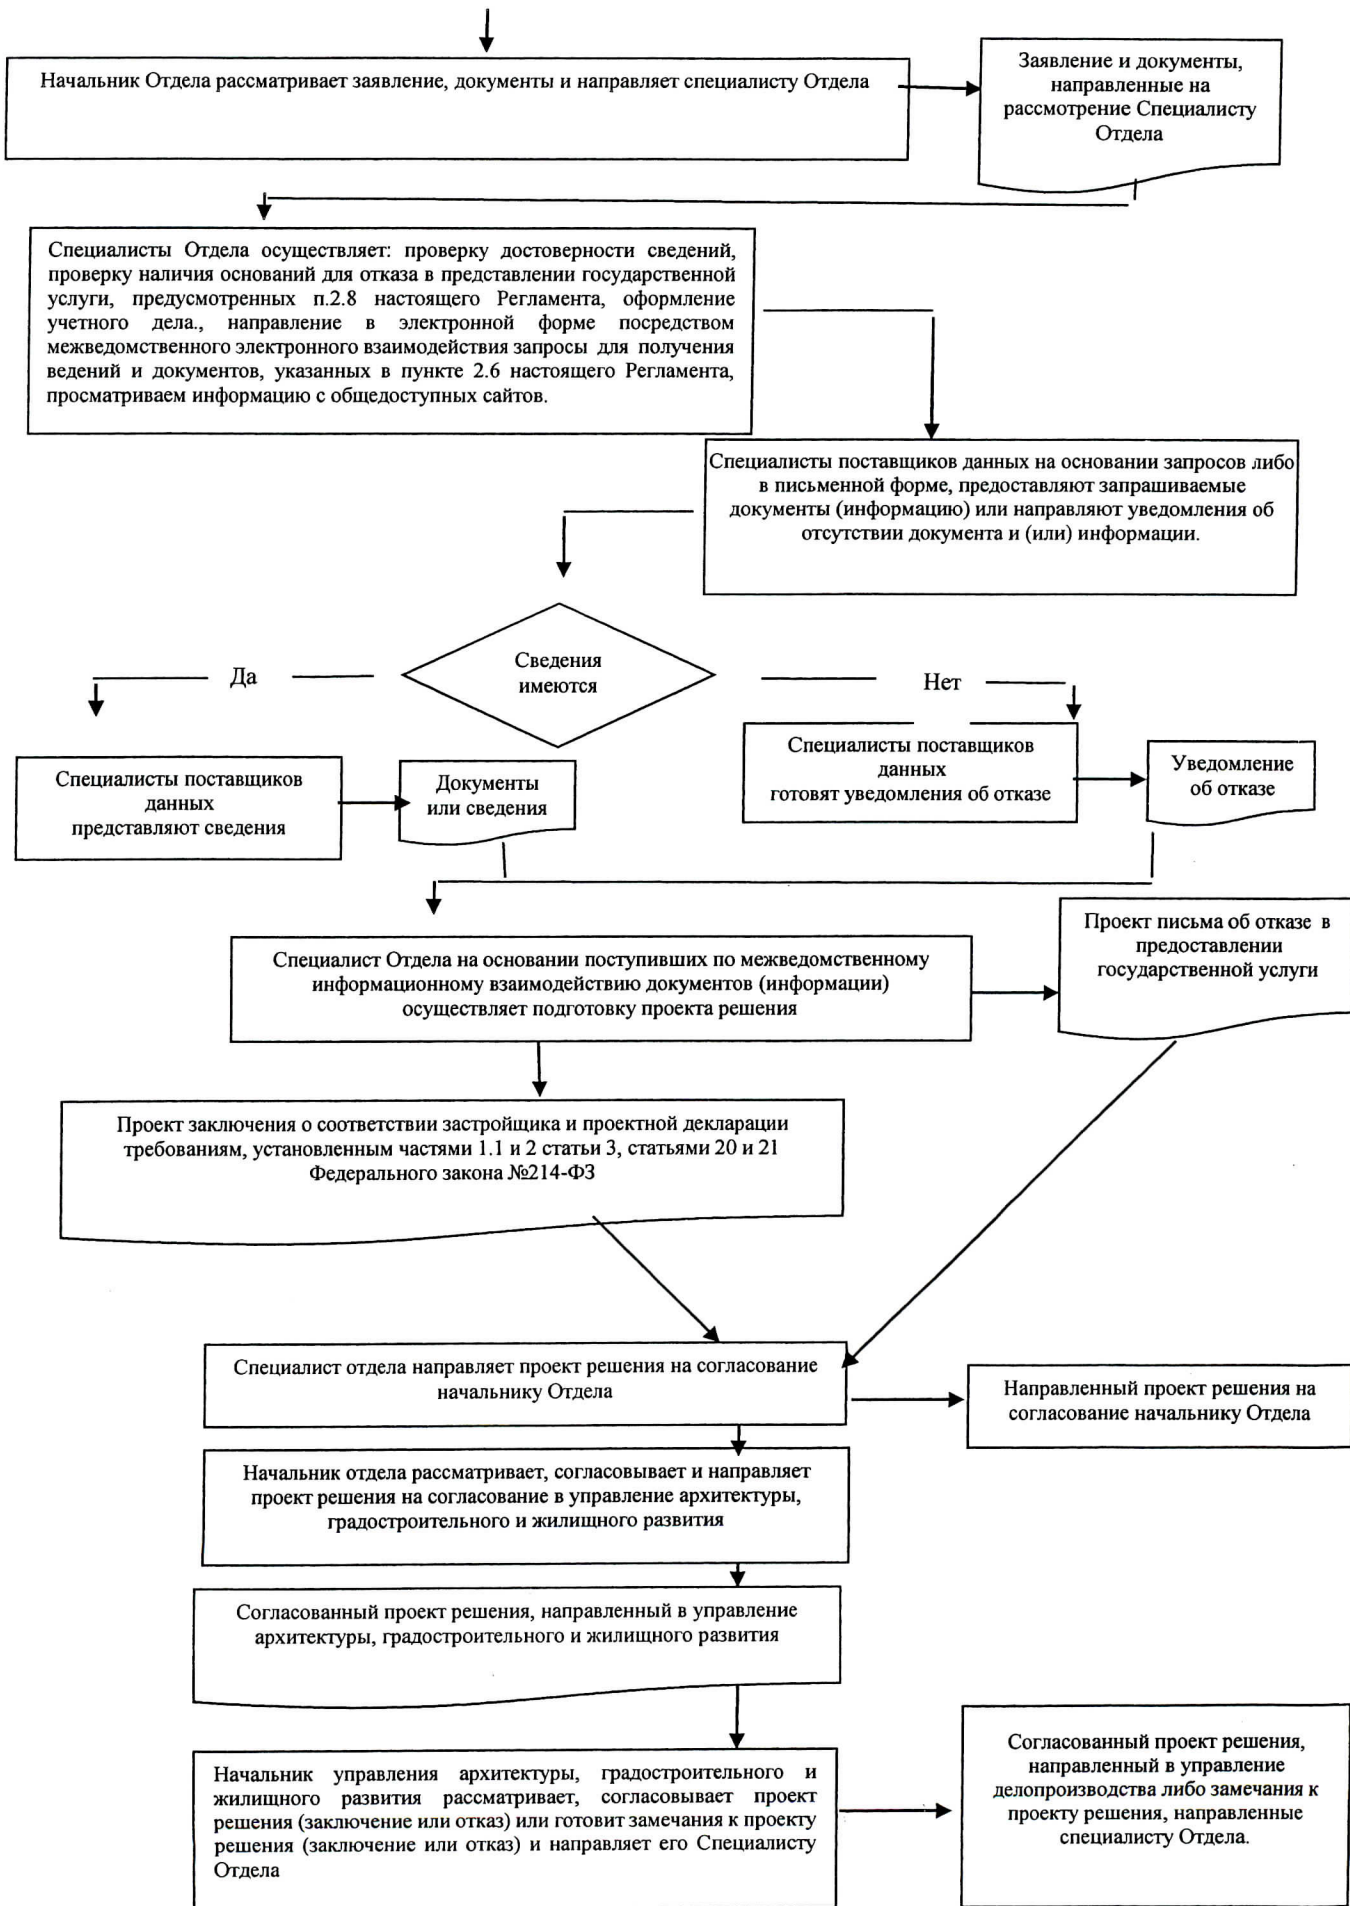 Начальник Отдела рассматривает заявление, документы и направляет специалисту Отдела
Заявление и документы,
направленные на
рассмотрение Специалисту
Отдела
Специалисты Отдела осуществляет: проверку достоверности сведений,
проверку наличия оснований для отказа в представлении государственной
услуги, предусмотренных п.2.8 настоящего Регламента, оформление
учетного дела., направление в электронной форме посредством
межведомственного электронного взаимодействия запросы для получения
ведений и документов, указанных в пункте 2.6 настоящего Регламента,
просматриваем информацию с общедоступных сайтов.
Специалисты поставщиков данных на основании запросов либо
в письменной форме, предоставляют запрашиваемые
документы (информацию) или направляют уведомления об
отсутствии документа и (или) информации.
Сведения
имеются
Да
Нет
Специалисты поставщиков
данных
представляют сведения
Документы
или сведения
Специалисты поставщиков
данных
готовят уведомления об отказе
Уведомление
об отказе
Специалист Отдела на основании поступивших по межведомственному
информационному взаимодействию документов (информации)
осуществляет подготовку проекта решения
Проект письма об отказе в
предоставлении
государственной услуги
Проект заключения о соответствии застройщика и проектной декларации
требованиям, установленным частями 1.1 и 2 статьи 3, статьями 20 и 21
Федерального закона №214-ФЗ
Специалист отдела направляет проект решения на согласование
начальнику Отдела
Направленный проект решения на
согласование начальнику Отдела
Начальник отдела рассматривает, согласовывает и направляет
проект решения на согласование в управление архитектуры,
градостроительного и жилищного развития
Согласованный проект решения, направленный в управление
архитектуры, градостроительного и жилищного развития
Начальник управления архитектуры, градостроительного и
жилищного развития рассматривает, согласовывает проект
решения (заключение или отказ) или готовит замечания к проекту
решения (заключение или отказ) и направляет его Специалисту
Отдела
Согласованный проект решения,
направленный в управление
делопроизводства либо замечания к
проекту решения, направленные
специалисту Отдела.